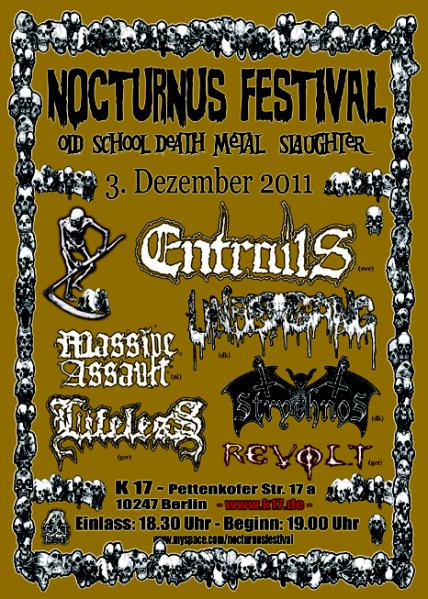 NOCTURNUS FESTIVAL
OLD SCHOOL DEATH METAL SLAUGHTER
3. Dezember 2011
Entrails
(swe)
UNDERGANG
(dk)
Massive
Assault (nl)
Strychnos
(dk)
Lifeless
(ger)
REVOLT (ger)
K 17 - Pettenkofer Str. 17 a
10247 Berlin - www.k17.de -
Einlass: 18.30 Uhr - Beginn: 19.00 Uhr
www.myspace.com/nocturnusfestival